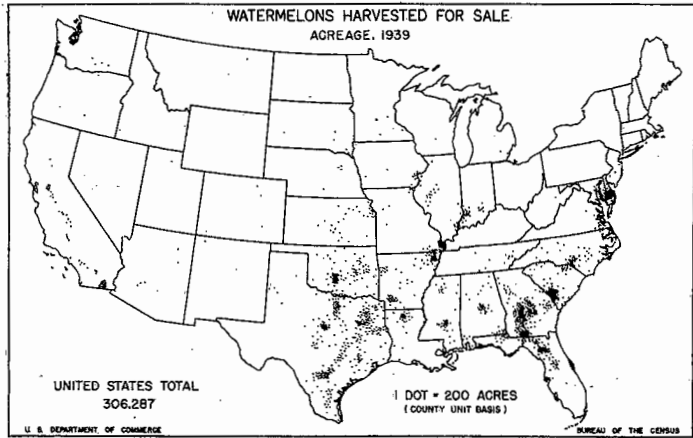 WATERMELONS HARVESTED FOR SALE
ACREAGE, 1939
UNITED STATES TOTAL
306,287
1 DOT = 200 ACRES
(COUNTY UNIT BASIS)
U. S. DEPARTMENT OF COMMERCE
BUREAU OF THE CENSUS